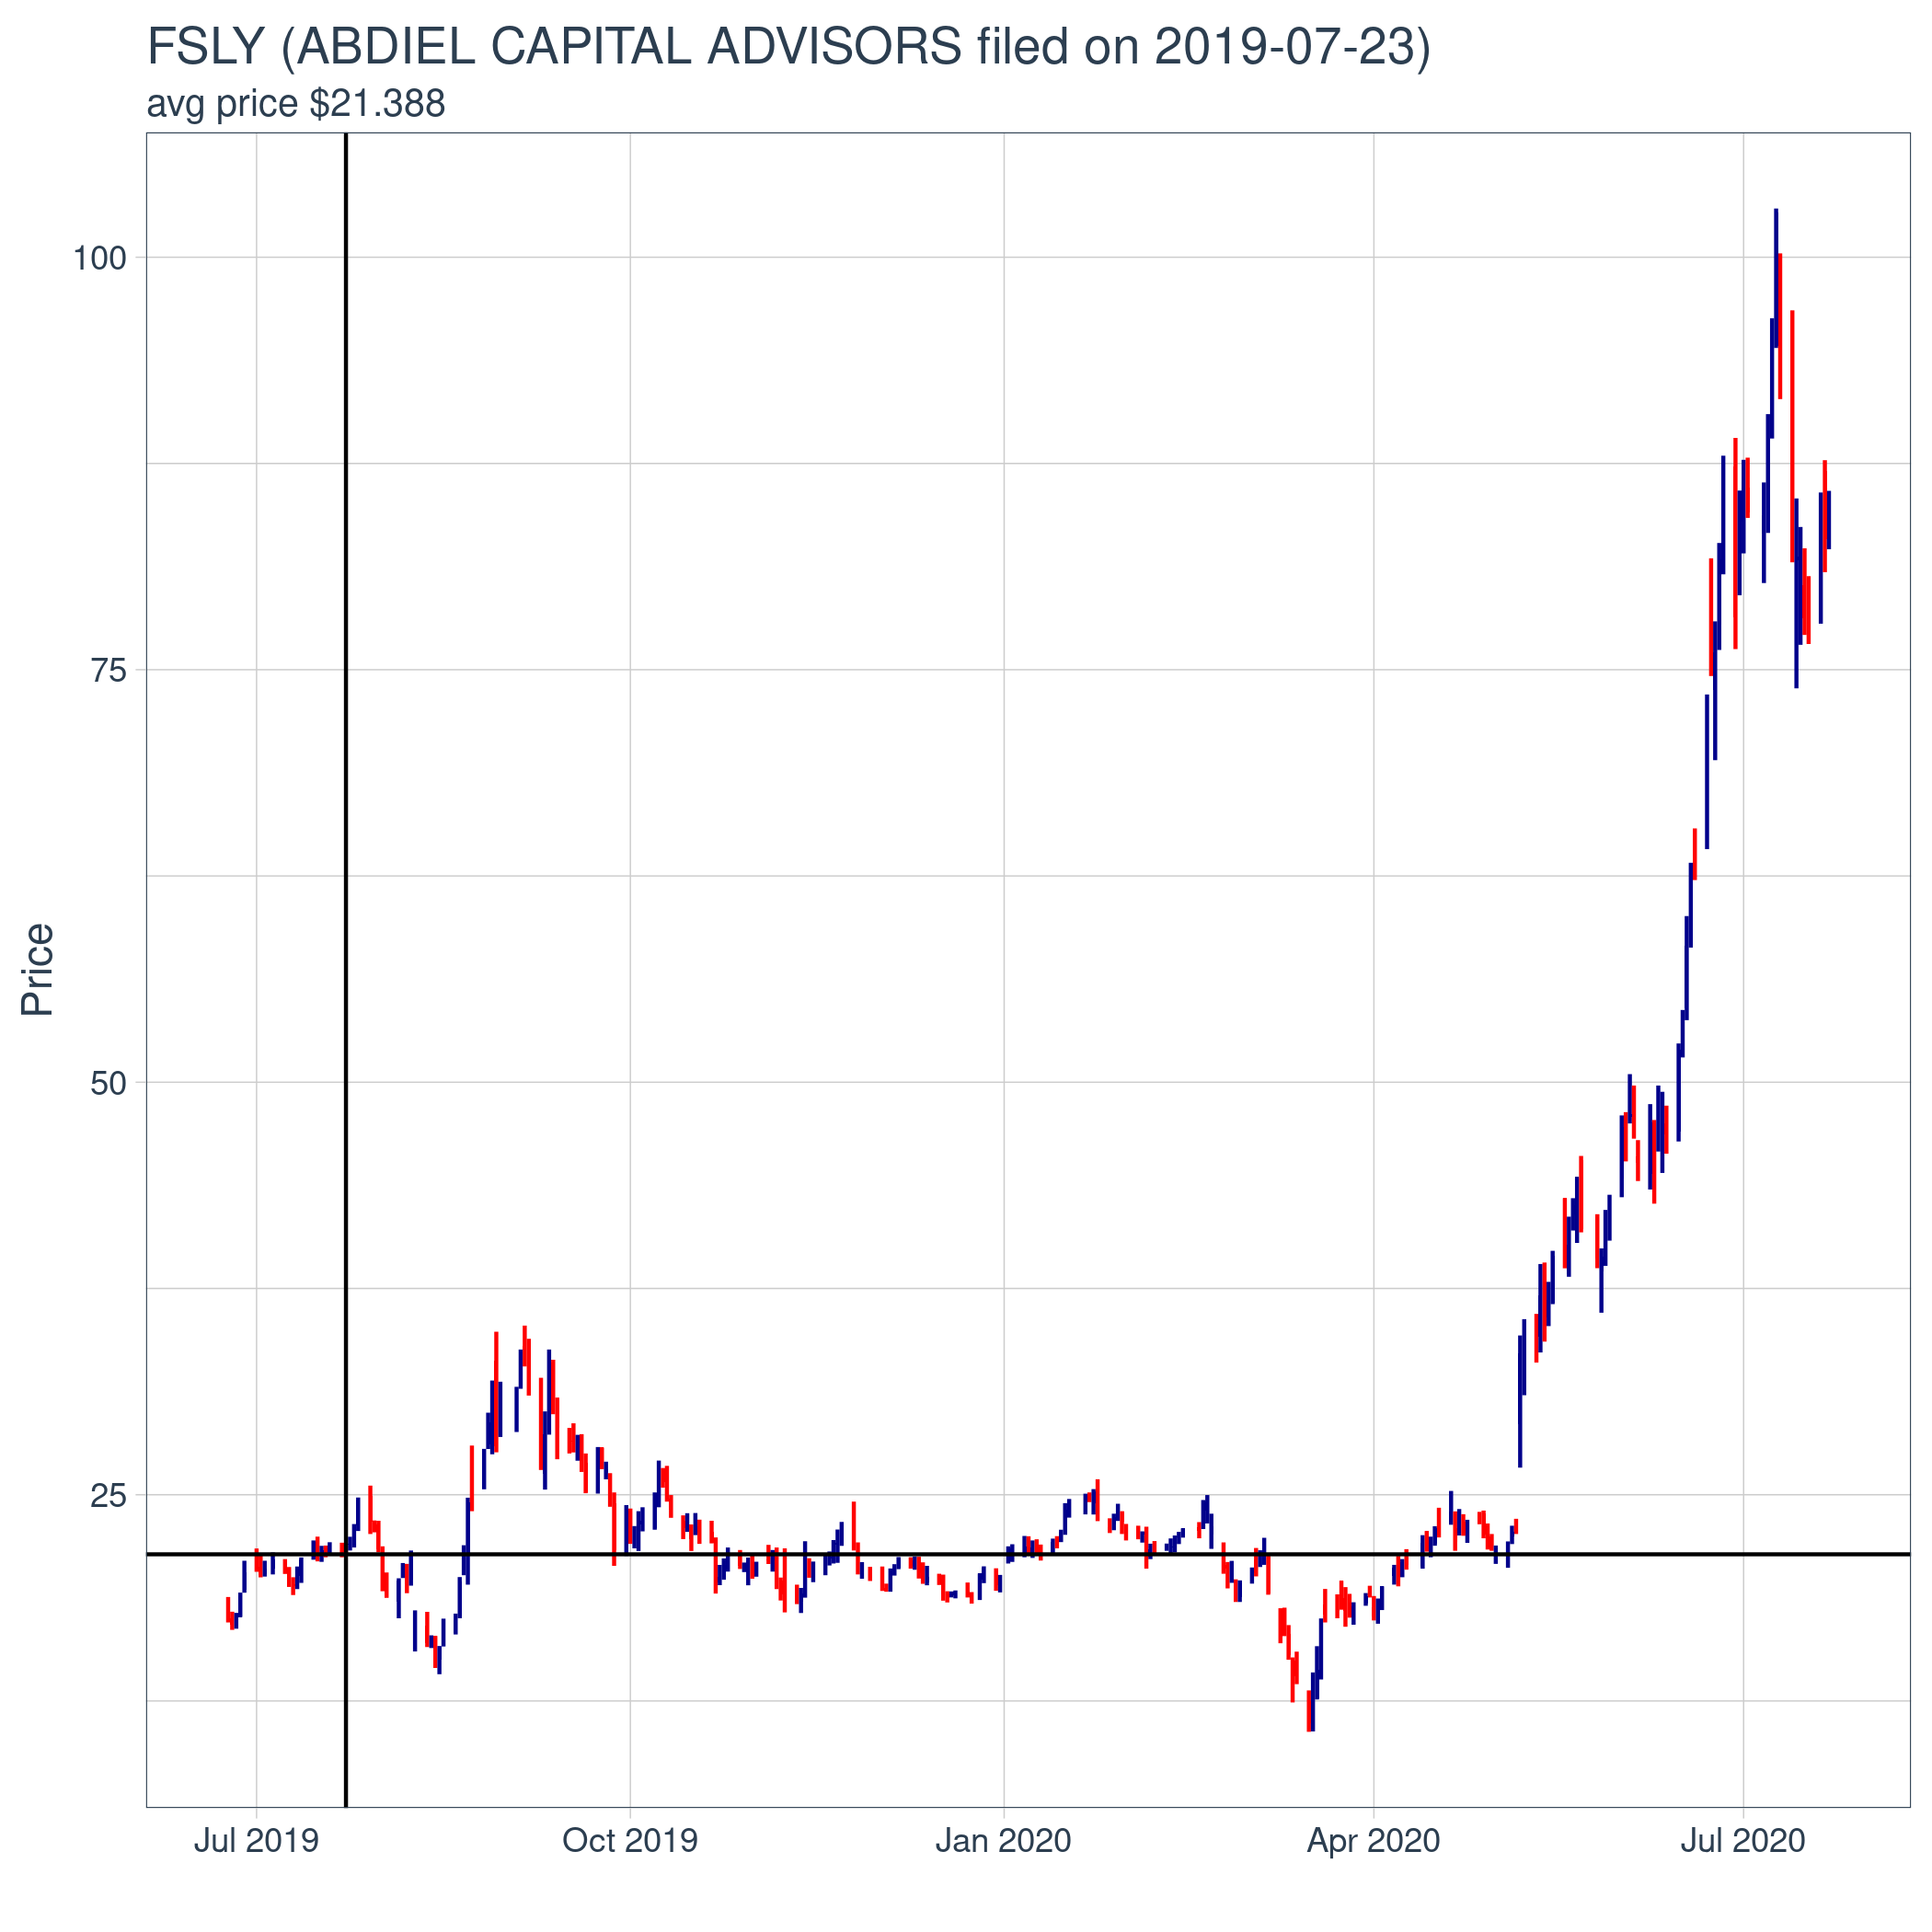 FSLY (ABDIEL CAPITAL ADVISORS filed on 2019-07-23)
avg price $21.388
100
75
50
25
Price
Jul 2019
Oct 2019
Jan 2020
Apr 2020
Jul 2020